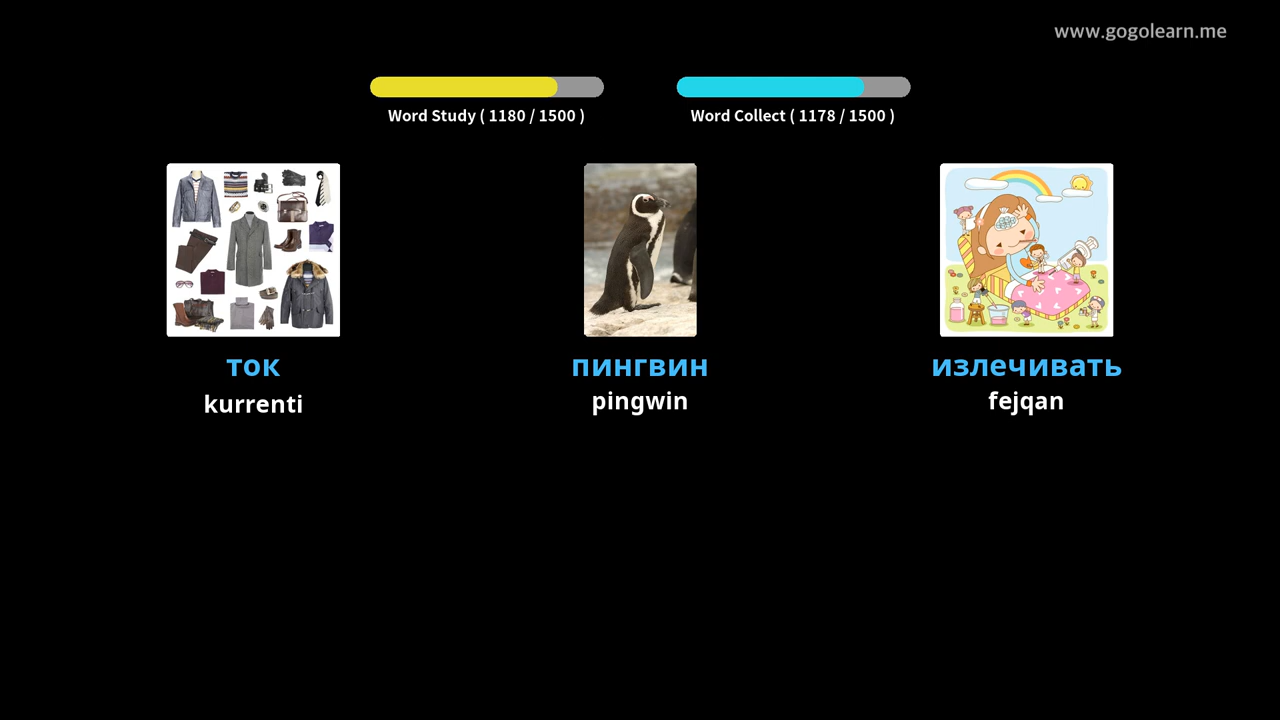 www.gogolearn.me
Word Study ( 1180 / 1500 )
Word Collect ( 1178 / 1500 )
ток
kurrenti
пингвин
pingwin
излечивать
fejqan